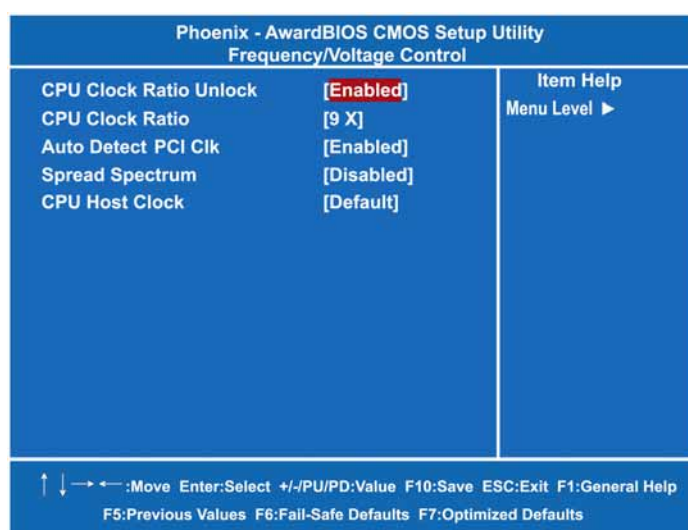 Phoenix - AwardBIOS CMOS Setup Utility
Frequency/Voltage Control
CPU Clock Ratio Unlock [Enabled]
CPU Clock Ratio [9 X]
Auto Detect PCI Clk [Enabled]
Spread Spectrum [Disabled]
CPU Host Clock [Default]
Item Help
Menu Level ►
↑ ↓ → ← :Move Enter:Select +/-/PU/PD:Value F10:Save ESC:Exit F1:General Help
F5:Previous Values F6:Fail-Safe Defaults F7:Optimized Defaults